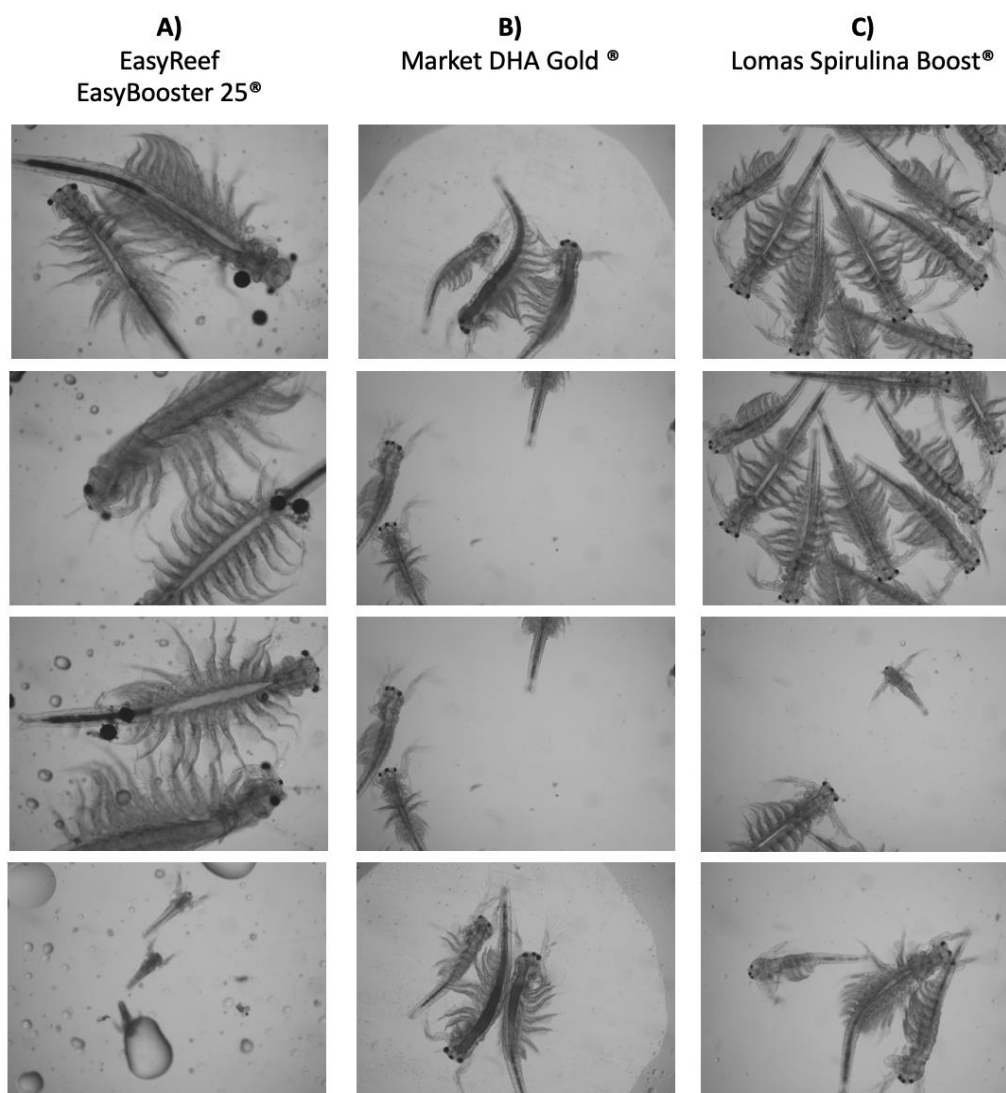 A)
EasyReef
EasyBooster 25®
B)
Market DHA Gold ®
C)
Lomas Spirulina Boost®